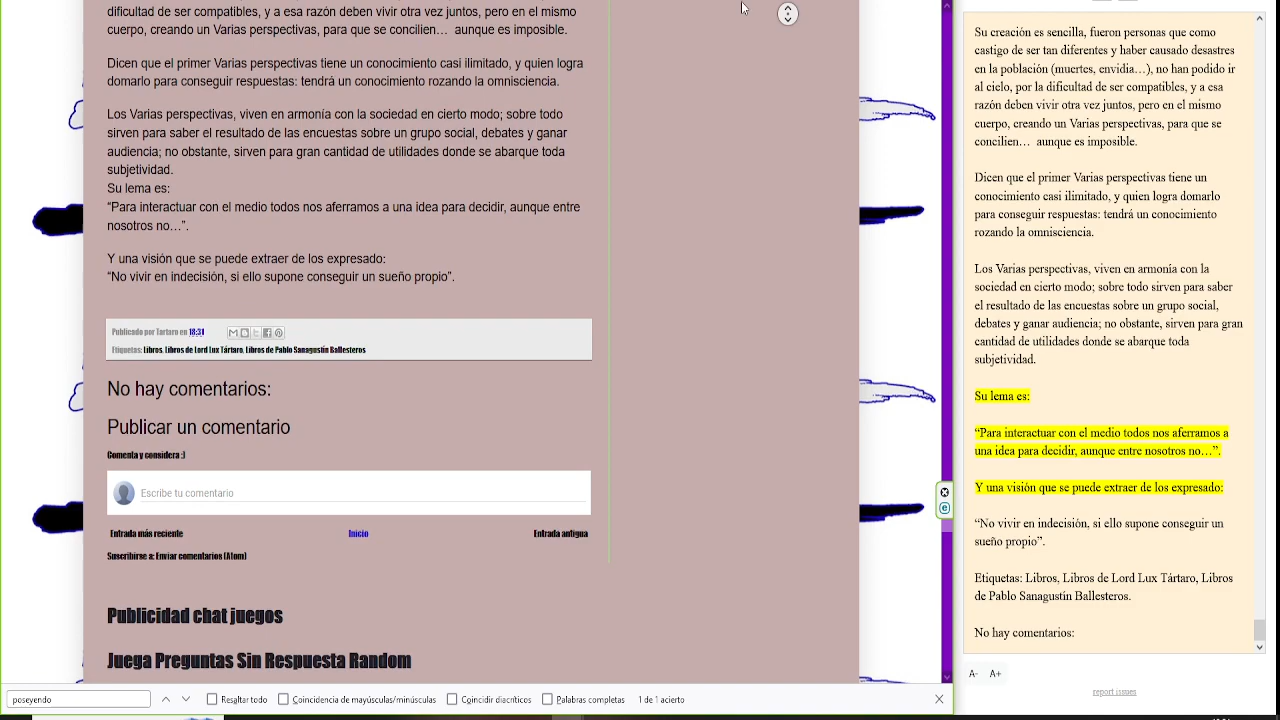 dificultad de ser compatibles, y a esa razón deben vivir otra vez juntos, pero en el mismo
cuerpo, creando un Varias perspectivas, para que se concilien… aunque es imposible.
Dicen que el primer Varias perspectivas tiene un conocimiento casi ilimitado, y quien logra
domarlo para conseguir respuestas: tendrá un conocimiento rozando la omnisciencia.
Los Varias perspectivas, viven en armonía con la sociedad en cierto modo; sobre todo
sirven para saber el resultado de las encuestas sobre un grupo social, debates y ganar
audiencia; no obstante, sirven para gran cantidad de utilidades donde se abarque toda
subjetividad.
Su lema es:
“Para interactuar con el medio todos nos aferramos a una idea para decidir, aunque entre
nosotros no…”.
Y una visión que se puede extraer de los expresado:
“No vivir en indecisión, si ello supone conseguir un sueño propio”.
Publicado por Tartaro en 18:31
Etiquetas: Libros, Libros de Lord Lux Tártaro, Libros de Pablo Sanagustín Ballesteros
No hay comentarios:
Publicar un comentario
Comenta y considera :)
Escribe tu comentario
Entrada más reciente Inicio Entrada antigua
Suscribirse a: Enviar comentarios (Atom)
Publicidad chat juegos
Juega Preguntas Sin Respuesta Random
poseyendo Resaltar todo Coincidencia de mayúsculas/minúsculas Coincidir diacríticos Palabras completas 1 de 1 acierto
Su creación es sencilla, fueron personas que como
castigo de ser tan diferentes y haber causado desastres
en la población (muertes, envidia…), no han podido ir
al cielo, por la dificultad de ser compatibles, y a esa
razón deben vivir otra vez juntos, pero en el mismo
cuerpo, creando un Varias perspectivas, para que se
concilien… aunque es imposible.
Dicen que el primer Varias perspectivas tiene un
conocimiento casi ilimitado, y quien logra domarlo
para conseguir respuestas: tendrá un conocimiento
rozando la omnisciencia.
Los Varias perspectivas, viven en armonía con la
sociedad en cierto modo; sobre todo sirven para saber
el resultado de las encuestas sobre un grupo social,
debates y ganar audiencia; no obstante, sirven para gran
cantidad de utilidades donde se abarque toda
subjetividad.
Su lema es:
“Para interactuar con el medio todos nos aferramos a
una idea para decidir, aunque entre nosotros no…”.
Y una visión que se puede extraer de los expresado:
“No vivir en indecisión, si ello supone conseguir un
sueño propio”.
Etiquetas: Libros, Libros de Lord Lux Tártaro, Libros
de Pablo Sanagustín Ballesteros.
No hay comentarios:
A- A+
report issues